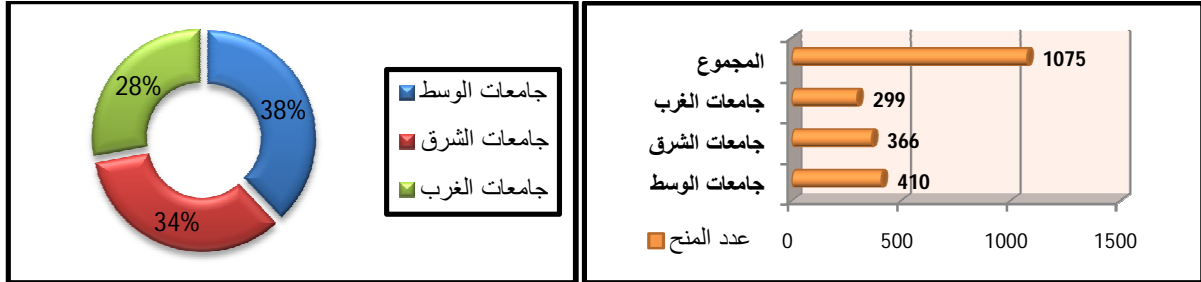 38%
34%
28%
جامعات الوسط
جامعات الشرق
جامعات الغرب
المجموع 1075
جامعات الغرب 299
جامعات الشرق 366
جامعات الوسط 410
0 500 1000 1500
عدد المنح